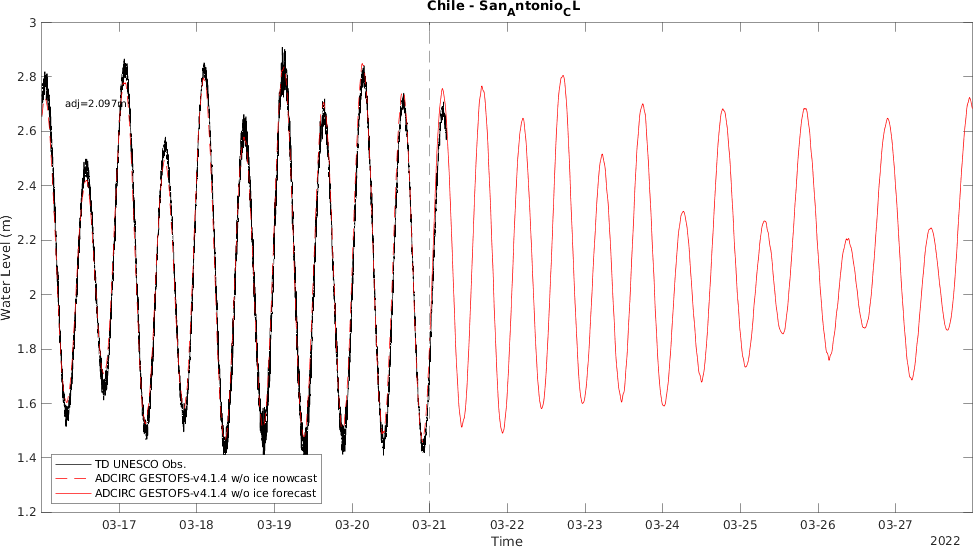 Chile - SanAntonioCL
3
2.8
2.6
2.4
2.2
2
1.8
1.6
1.4
1.2
Water Level (m)
adj=2.097m
TD UNESCO Obs.
ADCIRC GESTOFS-v4.1.4 w/o ice nowcast
ADCIRC GESTOFS-v4.1.4 w/o ice forecast
03-17 03-18 03-19 03-20 03-21 03-22 03-23 03-24 03-25 03-26 03-27
Time
2022